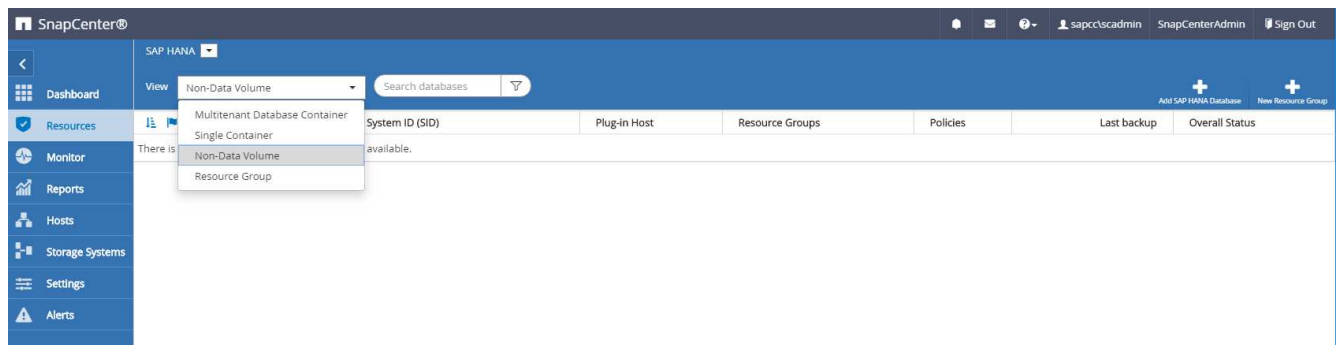 SnapCenter® sapcc\scadmin SnapCenterAdmin Sign Out
SAP HANA
View Non-Data Volume Search databases
Add SAP HANA Database New Resource Group
Dashboard
Resources
Monitor
Reports
Hosts
Storage Systems
Settings
Alerts
Multitenant Database Container
Single Container
Non-Data Volume
Resource Group
System ID (SID) Plug-in Host Resource Groups Policies Last backup Overall Status
There is available.